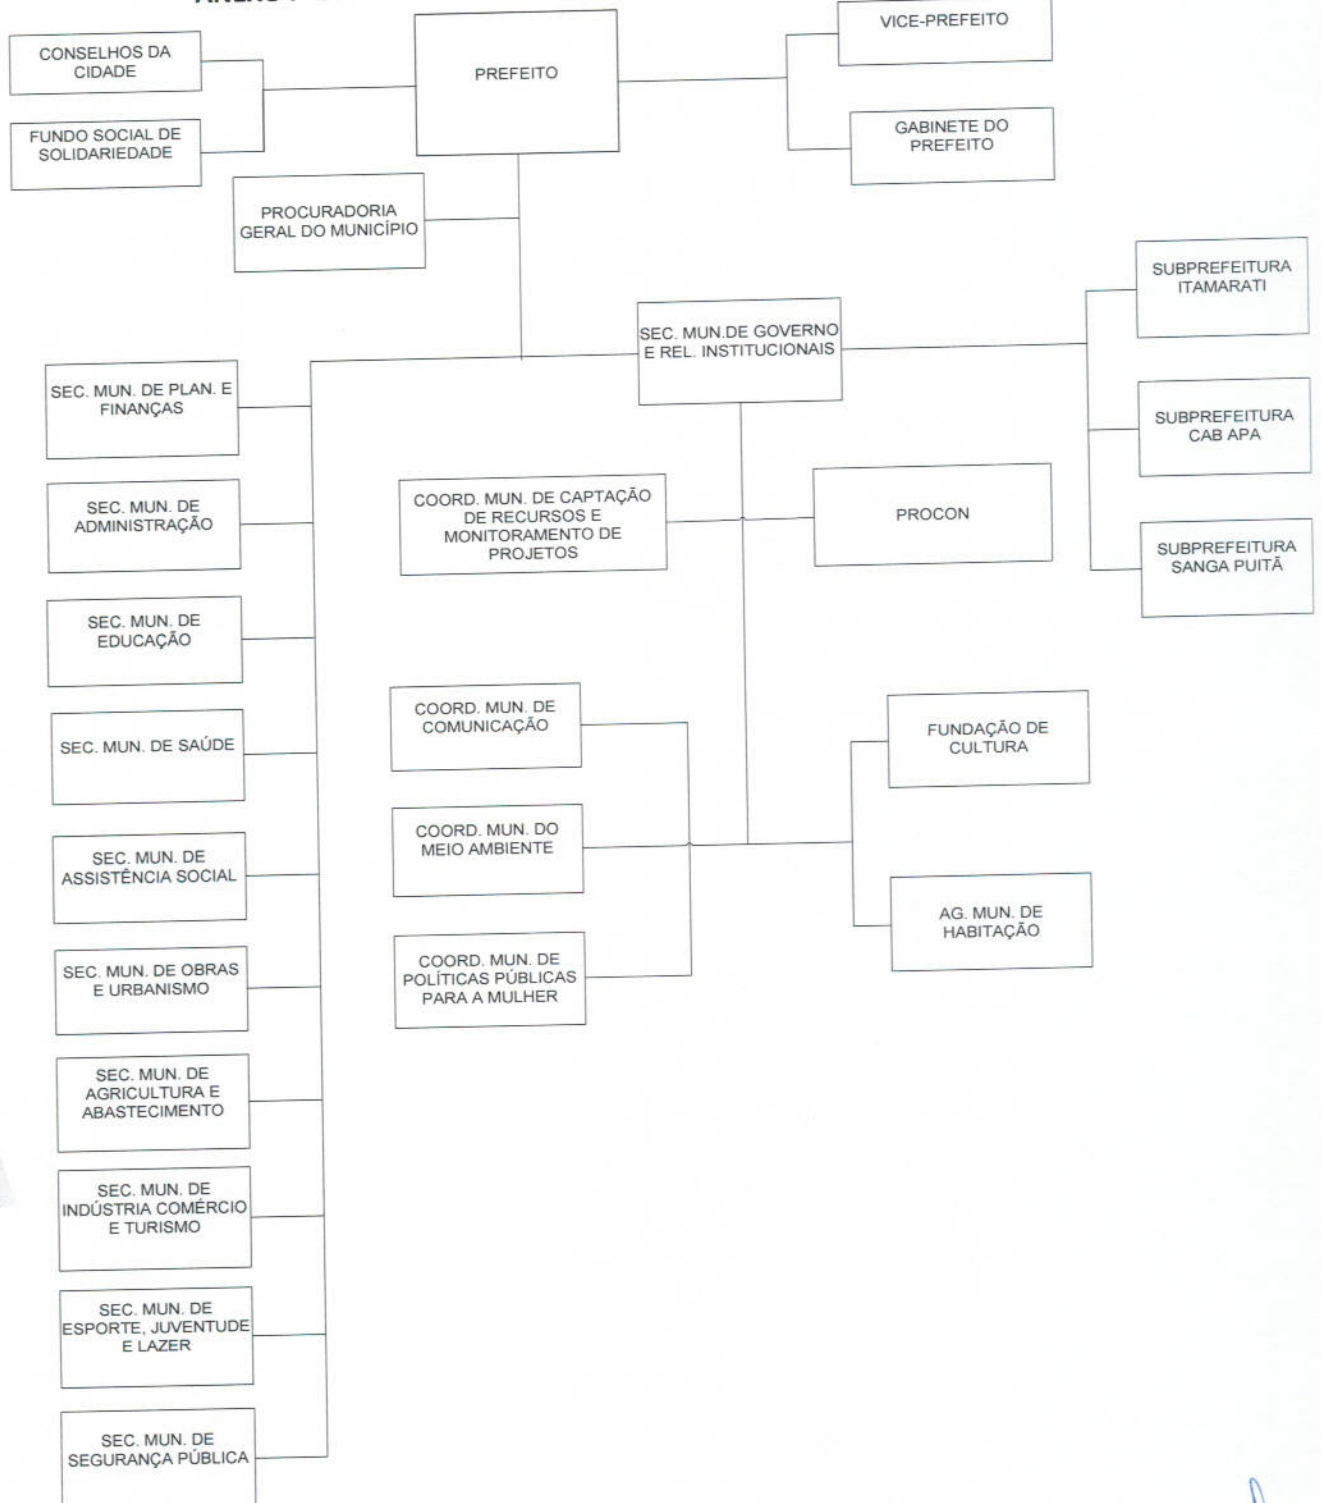 CONSELHOS DA
CIDADE
FUNDO SOCIAL DE
SOLIDARIEDADE
PREFEITO
VICE-PREFEITO
GABINETE DO
PREFEITO
PROCURADORIA
GERAL DO MUNICÍPIO
SEC. MUN.DE GOVERNO
E REL. INSTITUCIONAIS
SUBPREFEITURA
ITAMARATI
SUBPREFEITURA
CAB APA
SUBPREFEITURA
SANGA PUITÃ
SEC. MUN. DE PLAN. E
FINANÇAS
SEC. MUN. DE
ADMINISTRAÇÃO
SEC. MUN. DE
EDUCAÇÃO
SEC. MUN. DE SAÚDE
SEC. MUN. DE
ASSISTÊNCIA SOCIAL
SEC. MUN. DE OBRAS
E URBANISMO
SEC. MUN. DE
AGRICULTURA E
ABASTECIMENTO
SEC. MUN. DE
INDÚSTRIA COMÉRCIO
E TURISMO
SEC. MUN. DE
ESPORTE, JUVENTUDE
E LAZER
SEC. MUN. DE
SEGURANÇA PÚBLICA
COORD. MUN. DE CAPTAÇÃO
DE RECURSOS E
MONITORAMENTO DE
PROJETOS
PROCON
COORD. MUN. DE
COMUNICAÇÃO
COORD. MUN. DO
MEIO AMBIENTE
COORD. MUN. DE
POLÍTICAS PÚBLICAS
PARA A MULHER
FUNDAÇÃO DE
CULTURA
AG. MUN. DE
HABITAÇÃO